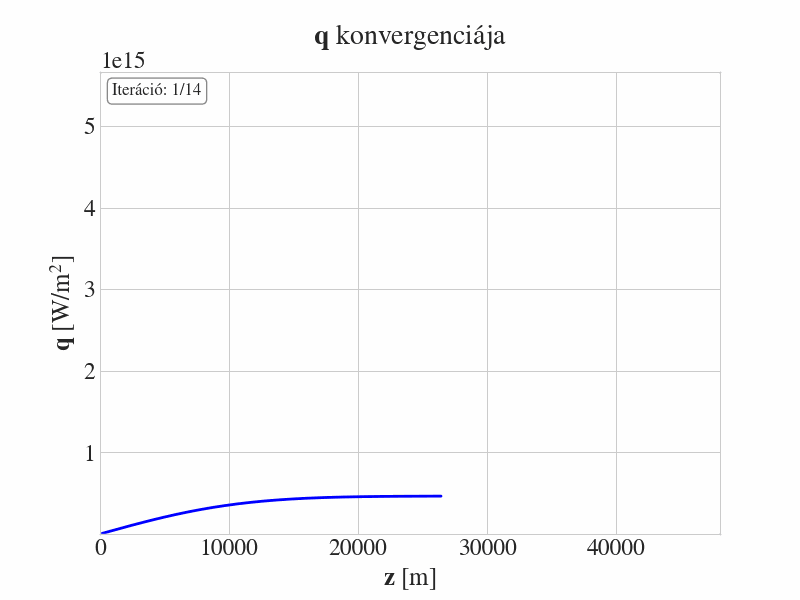 q konvergenciája
1e15
Iteráció: 1/14
5
4
3
2
1
q [W/m²]
0 10000 20000 30000 40000
z [m]